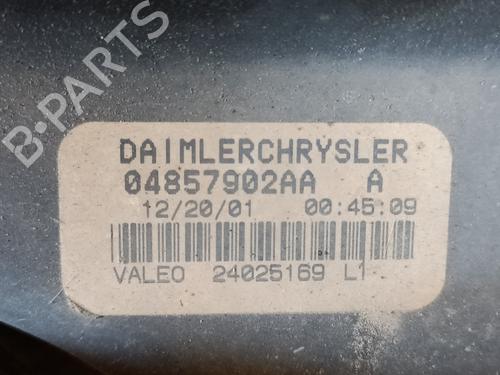 B-PARTS
DAIMLERCHRYSLER
04857902AA A
12/20/01 00:45:09
VALEO 24025169 L1